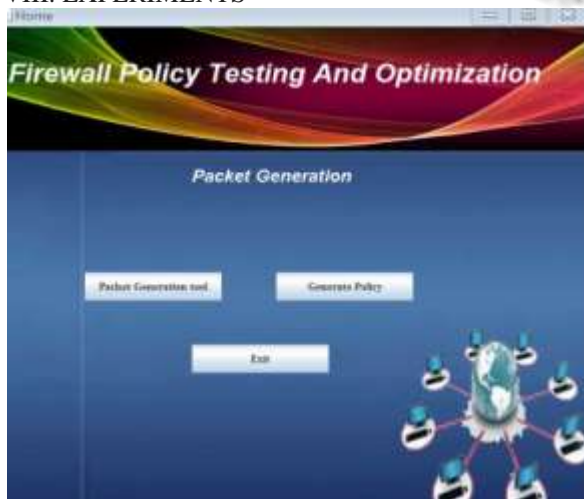 VIII. EXPERIMENTS
Home
Firewall Policy Testing And Optimization
Packet Generation
Packet Generation tool
Generate Policy
Exit